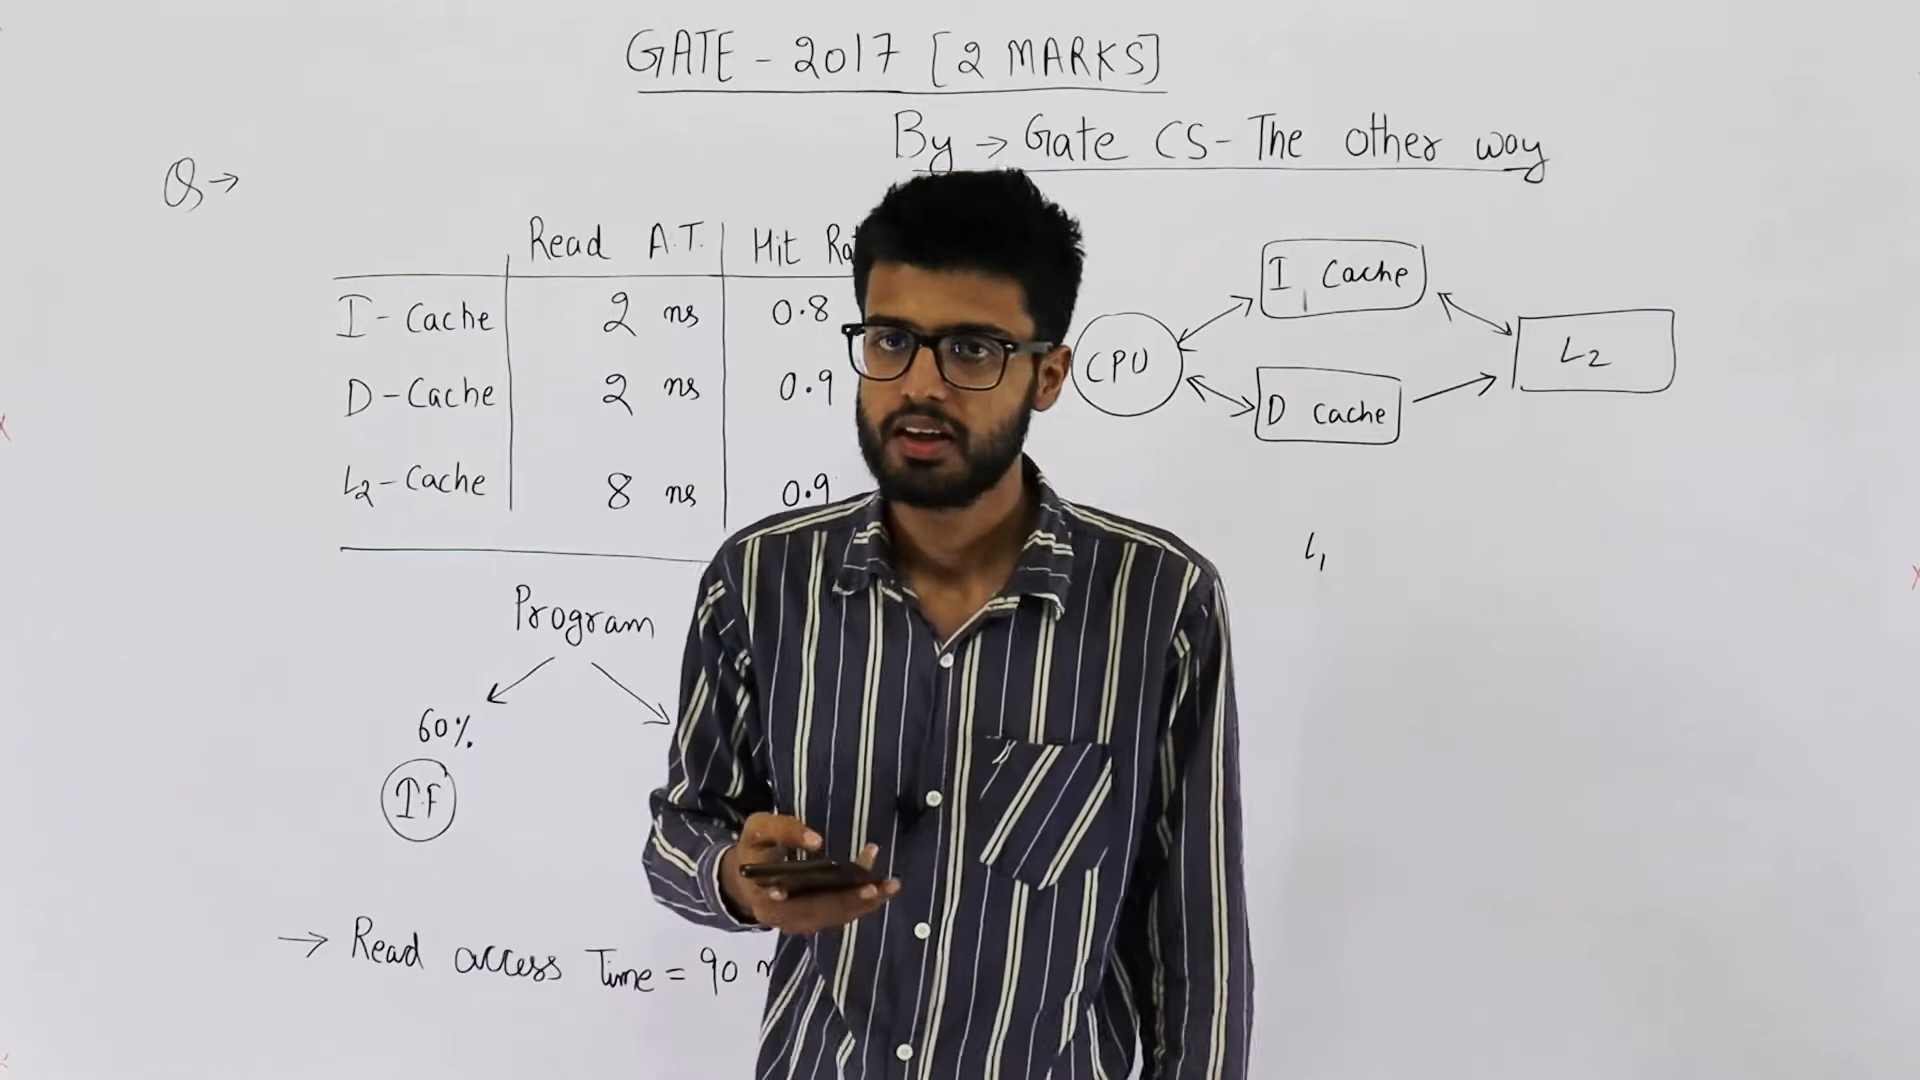 GATE - 2017 [2 MARKS]
By → Gate CS - The other way
Q →
Read A.T. Hit
I - Cache 2 ns 0.8
D - Cache 2 ns 0.9
L2 - Cache 8 ns 0.9
Program
60%
I.F
→ Read access Time = 90
CPU
I Cache
D Cache
L2
L1